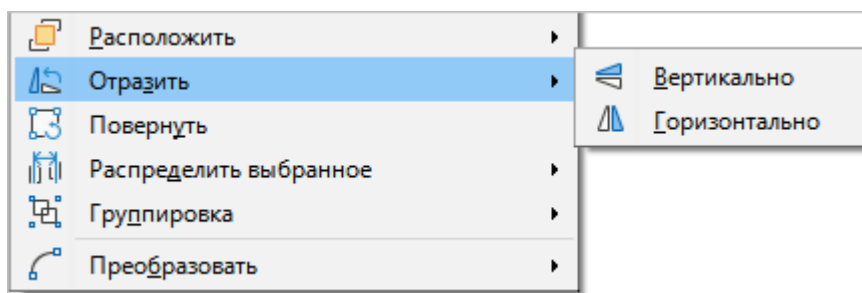 Расположить
Отразить
Вертикально
Горизонтально
Повернуть
Распределить выбранное
Группировка
Преобразовать